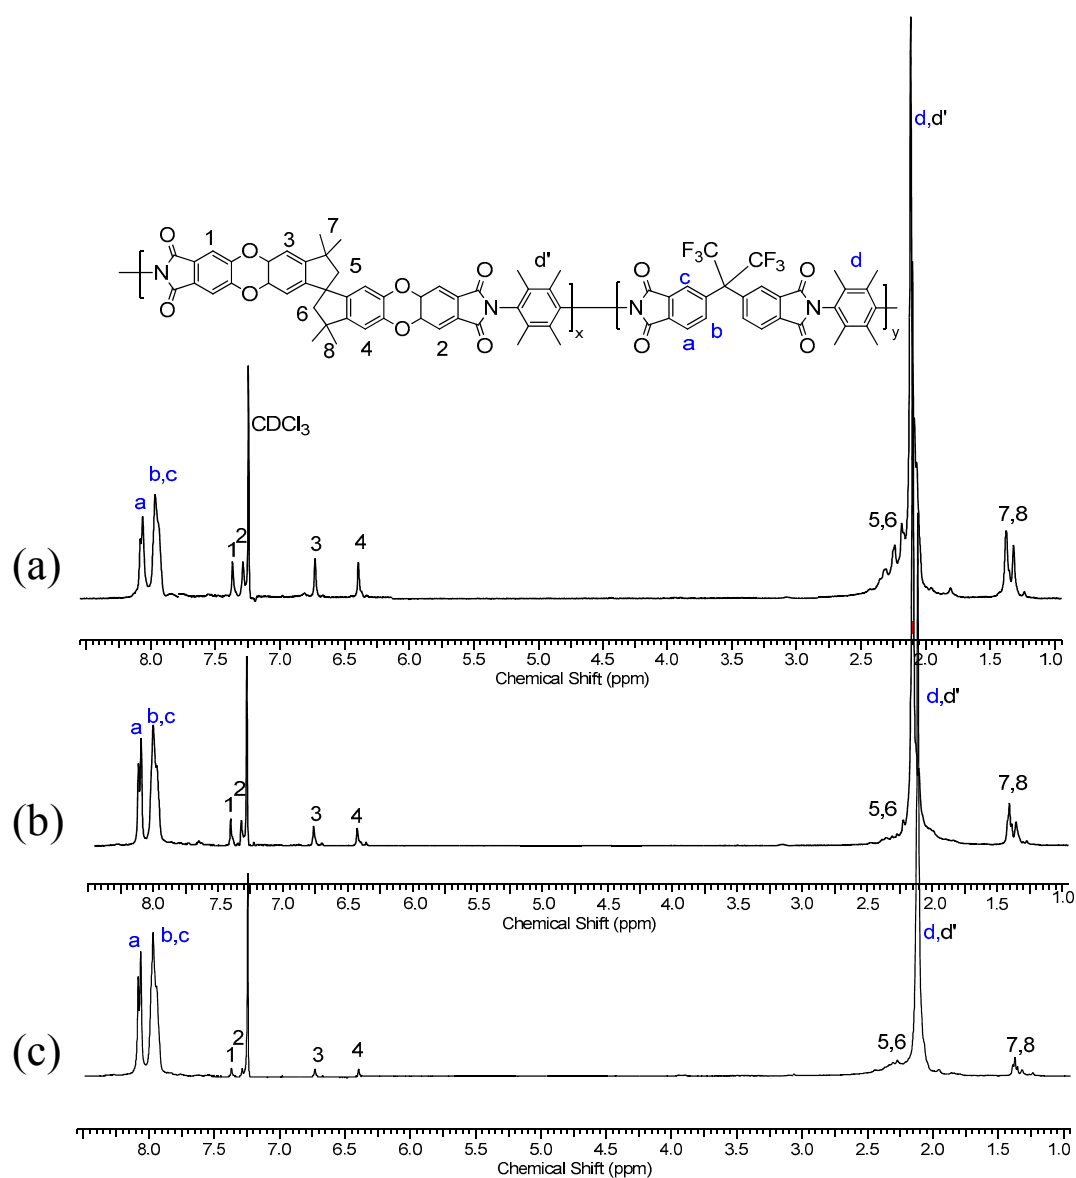 d,d'
7
1
3
5
O
O
O
O
N
O
O
6
8
4
2
O
O
O
O
N
d'
x
F3C
CF3
c
b
a
O
O
N
O
O
N
d
y
CDCl3
a
b,c
1
2
3
4
5,6
7,8
(a)
8.0 7.5 7.0 6.5 6.0 5.5 5.0 4.5 4.0 3.5 3.0 2.5 2.0 1.5 1.0
Chemical Shift (ppm)
d,d'
a
b,c
1
2
3
4
5,6
7,8
(b)
8.0 7.5 7.0 6.5 6.0 5.5 5.0 4.5 4.0 3.5 3.0 2.5 2.0 1.5 1.0
Chemical Shift (ppm)
d,d'
a
b,c
1
2
3
4
5,6
7,8
(c)
8.0 7.5 7.0 6.5 6.0 5.5 5.0 4.5 4.0 3.5 3.0 2.5 2.0 1.5 1.0
Chemical Shift (ppm)